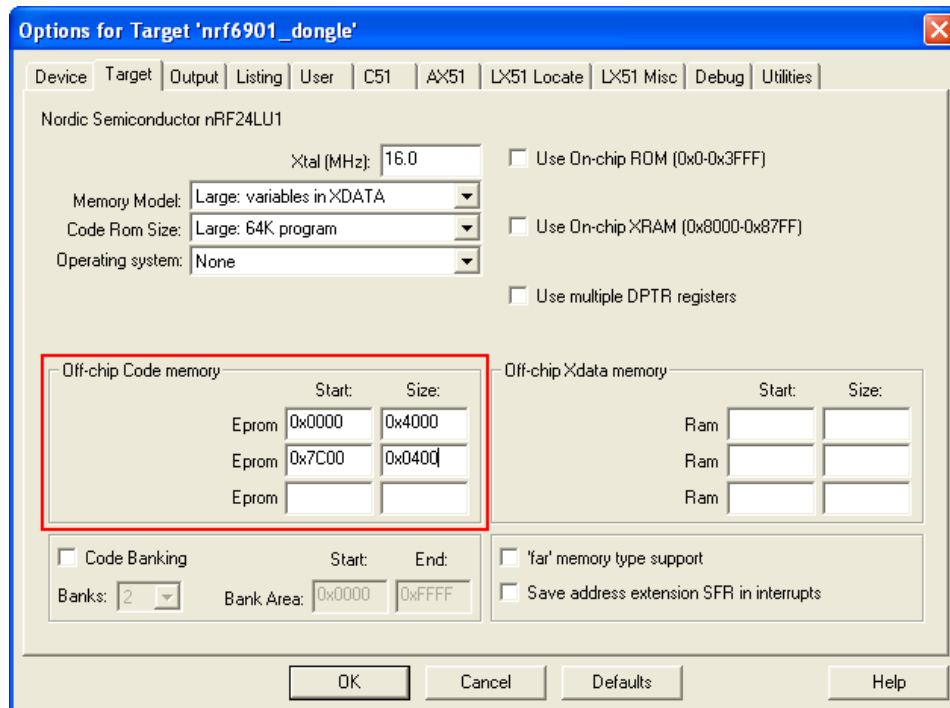 Options for Target 'nrf6901_dongle'
Device Target Output Listing User C51 AX51 LX51 Locate LX51 Misc Debug Utilities
Nordic Semiconductor nRF24LU1
Xtal (MHz): 16.0
Use On-chip ROM (0x0-0x3FFF)
Memory Model: Large: variables in XDATA
Code Rom Size: Large: 64K program
Use On-chip XRAM (0x8000-0x87FF)
Operating system: None
Use multiple DPTR registers
Off-chip Code memory
Start: Size:
Eprom 0x0000 0x4000
Eprom 0x7C00 0x0400
Eprom
Off-chip Xdata memory
Start: Size:
Ram
Ram
Ram
Code Banking Start: End:
Banks: 2 Bank Area: 0x0000 0xFFFF
'far' memory type support
Save address extension SFR in interrupts
OK Cancel Defaults Help